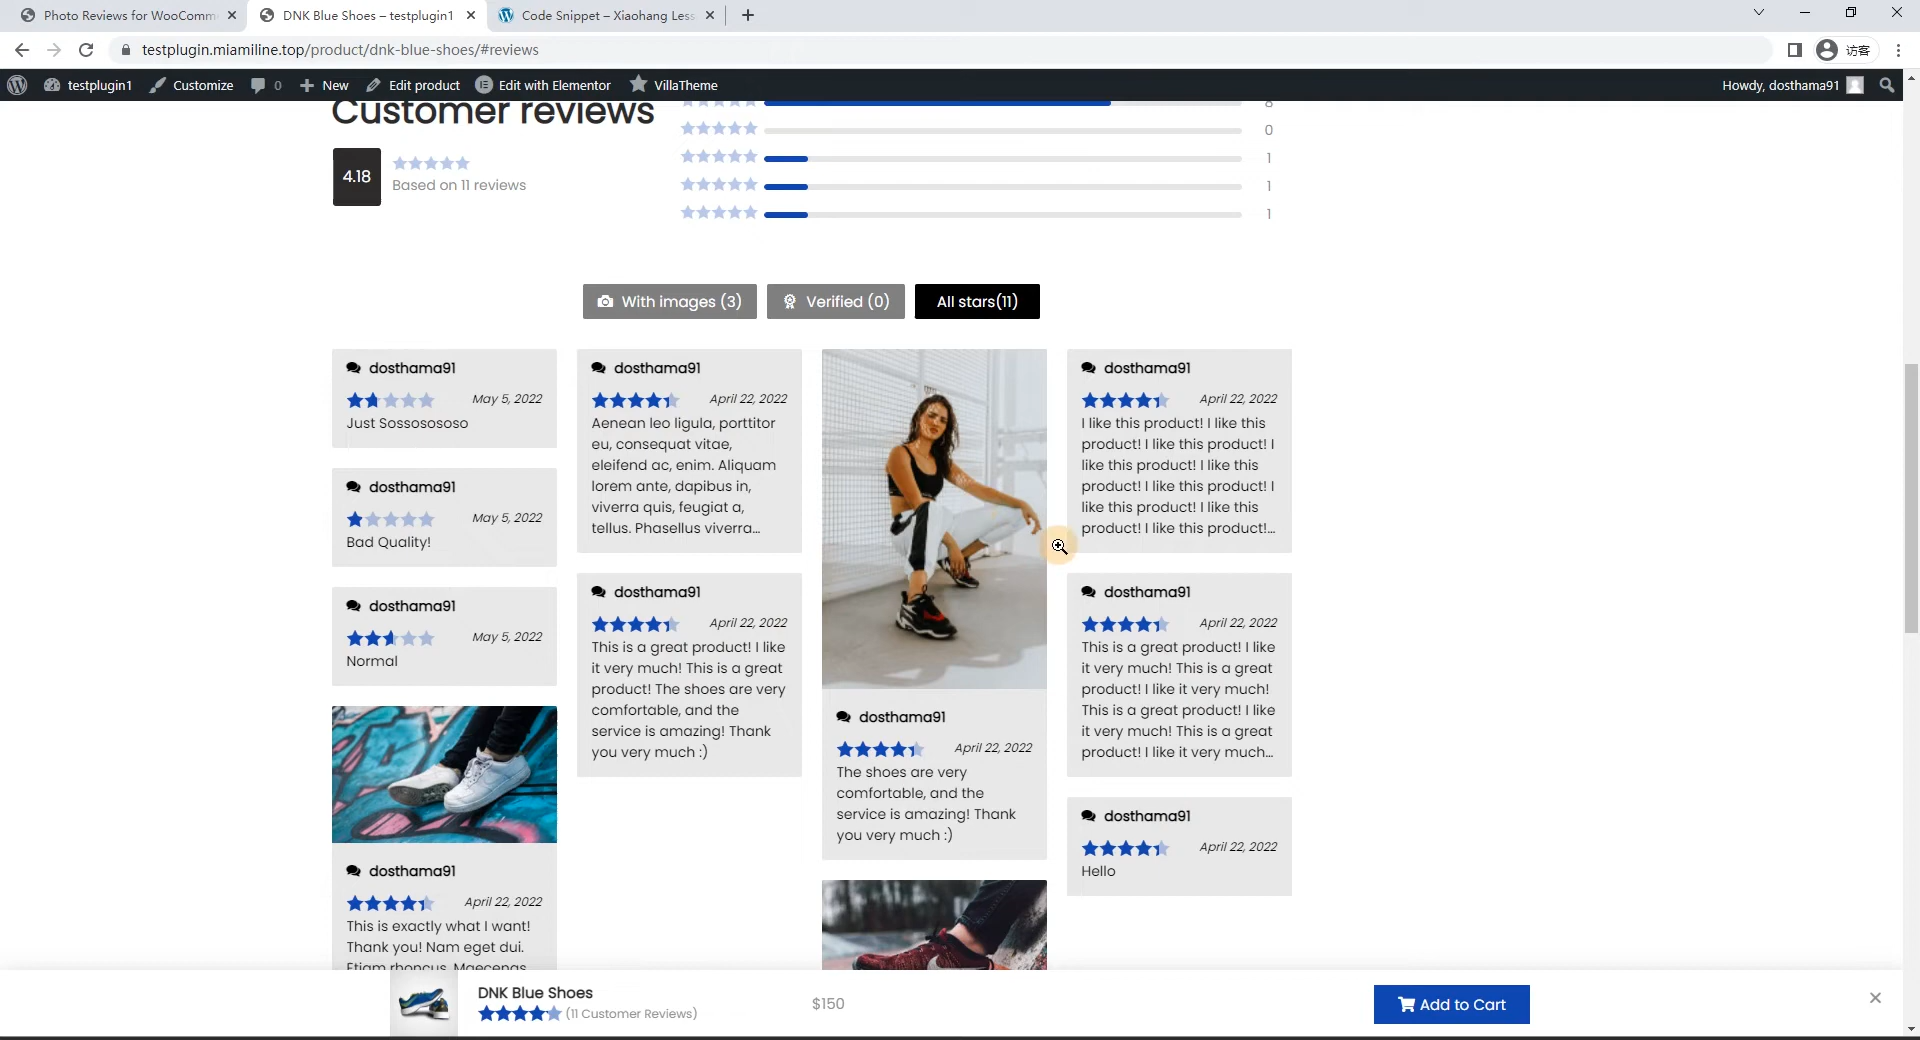 Photo Reviews for WooComm
DNK Blue Shoes – testplugin1
Code Snippet – Xiaohang Less
testplugin.miamiline.top/product/dnk-blue-shoes/#reviews
访客
testplugin1
Customize
0
New
Edit product
Edit with Elementor
VillaTheme
Howdy, dosthama91
Customer reviews
8
0
1
1
1
4.18
Based on 11 reviews
With images (3)
Verified (0)
All stars(11)
dosthama91
May 5, 2022
Just Sossosososo
dosthama91
May 5, 2022
Bad Quality!
dosthama91
May 5, 2022
Normal
dosthama91
April 22, 2022
This is exactly what I want!
Thank you! Nam eget dui.
Etiam rhoncus. Maecenas
dosthama91
April 22, 2022
Aenean leo ligula, porttitor
eu, consequat vitae,
eleifend ac, enim. Aliquam
lorem ante, dapibus in,
viverra quis, feugiat a,
tellus. Phasellus viverra...
dosthama91
April 22, 2022
This is a great product! I like
it very much! This is a great
product! The shoes are very
comfortable, and the
service is amazing! Thank
you very much :)
dosthama91
April 22, 2022
The shoes are very
comfortable, and the
service is amazing! Thank
you very much :)
dosthama91
April 22, 2022
I like this product! I like this
product! I like this product! I
like this product! I like this
product! I like this product! I
like this product! I like this
product! I like this product!...
dosthama91
April 22, 2022
This is a great product! I like
it very much! This is a great
product! I like it very much!
This is a great product! I like
it very much! This is a great
product! I like it very much...
dosthama91
April 22, 2022
Hello
DNK Blue Shoes
(11 Customer Reviews)
$150
Add to Cart